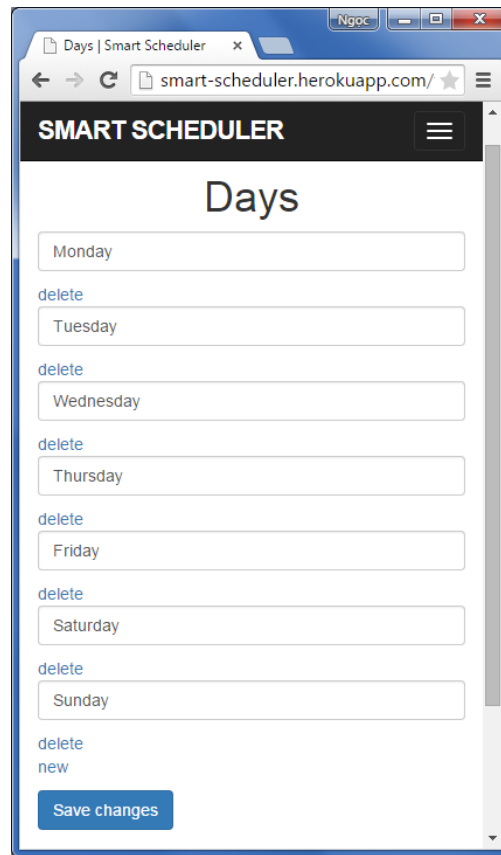 Ngọc
Days | Smart Scheduler
smart-scheduler.herokuapp.com/
SMART SCHEDULER
Days
Monday
delete
Tuesday
delete
Wednesday
delete
Thursday
delete
Friday
delete
Saturday
delete
Sunday
delete
new
Save changes